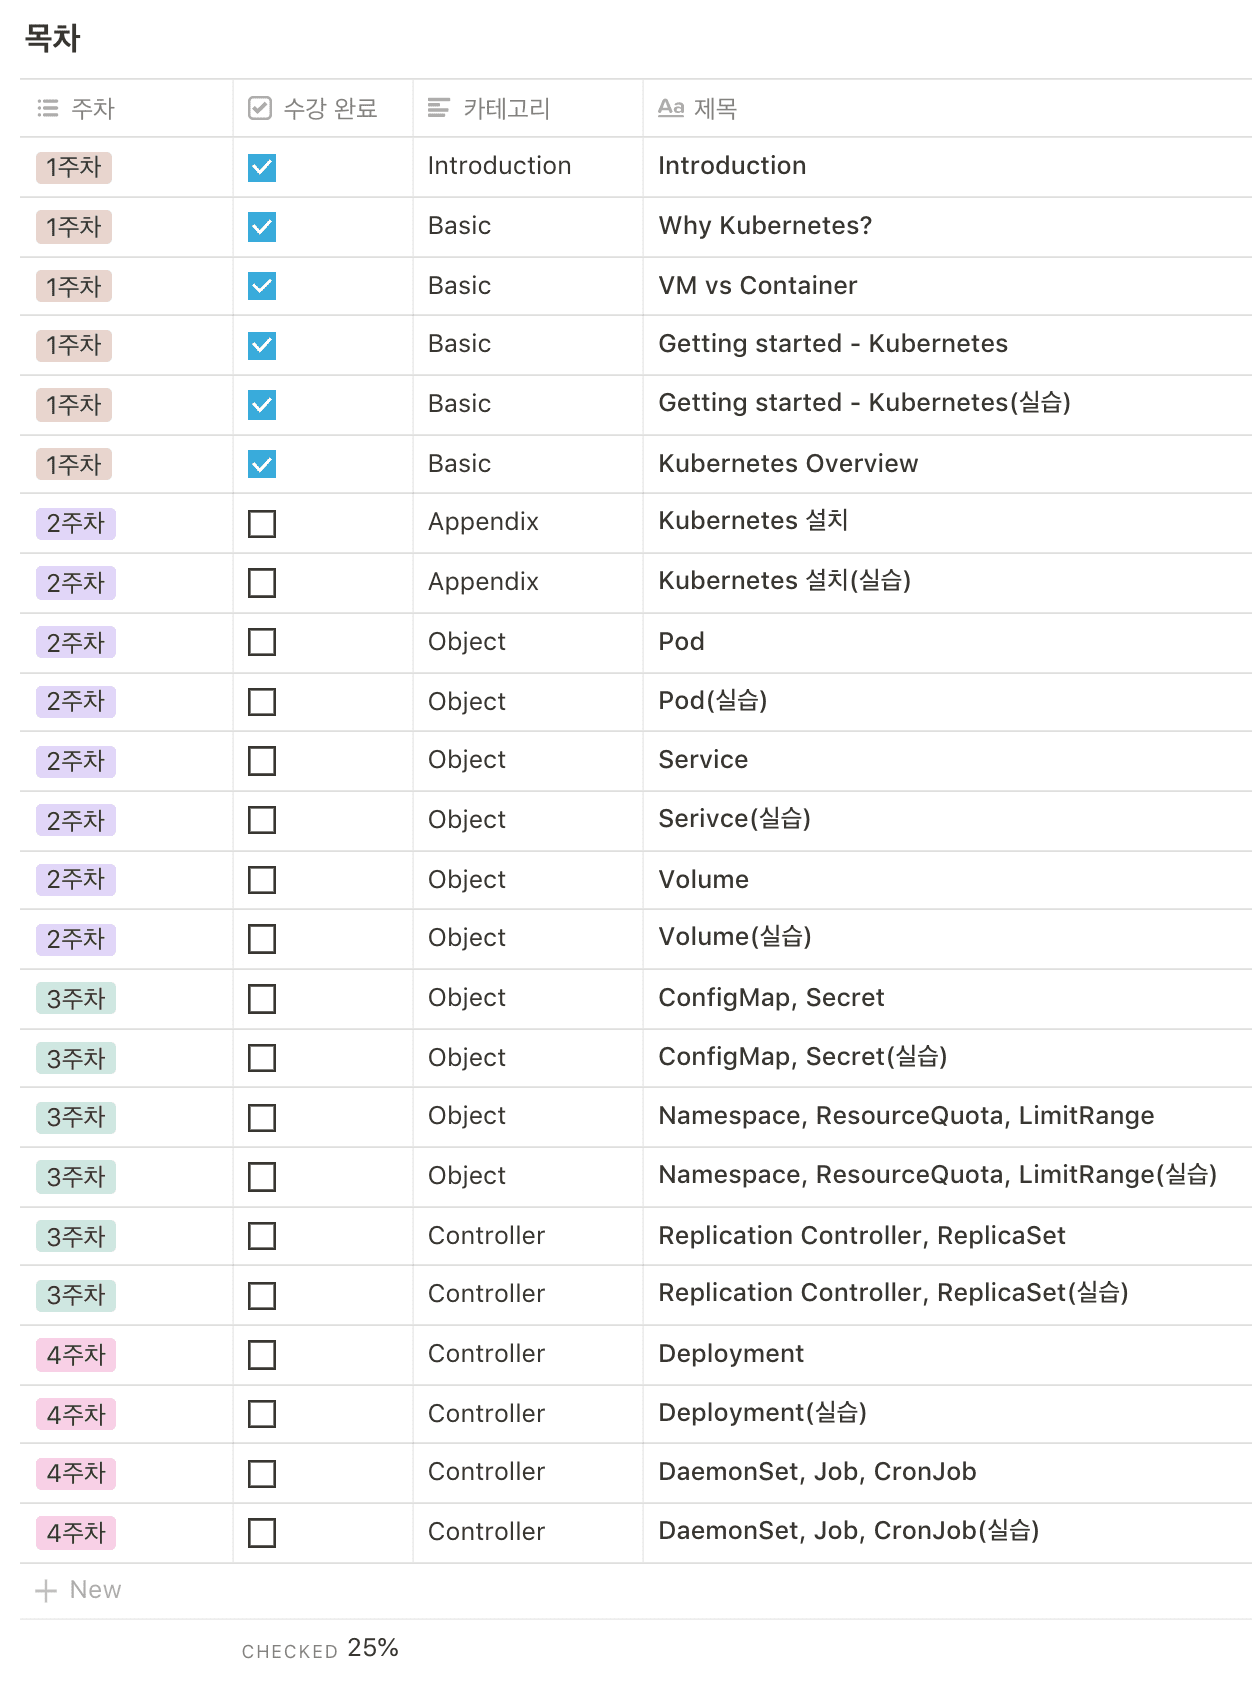 목차
주차 수강 완료 카테고리 Aa 제목
1주차 Introduction Introduction
1주차 Basic Why Kubernetes?
1주차 Basic VM vs Container
1주차 Basic Getting started - Kubernetes
1주차 Basic Getting started - Kubernetes(실습)
1주차 Basic Kubernetes Overview
2주차 Appendix Kubernetes 설치
2주차 Appendix Kubernetes 설치(실습)
2주차 Object Pod
2주차 Object Pod(실습)
2주차 Object Service
2주차 Object Serivce(실습)
2주차 Object Volume
2주차 Object Volume(실습)
3주차 Object ConfigMap, Secret
3주차 Object ConfigMap, Secret(실습)
3주차 Object Namespace, ResourceQuota, LimitRange
3주차 Object Namespace, ResourceQuota, LimitRange(실습)
3주차 Controller Replication Controller, ReplicaSet
3주차 Controller Replication Controller, ReplicaSet(실습)
4주차 Controller Deployment
4주차 Controller Deployment(실습)
4주차 Controller DaemonSet, Job, CronJob
4주차 Controller DaemonSet, Job, CronJob(실습)
New
CHECKED 25%